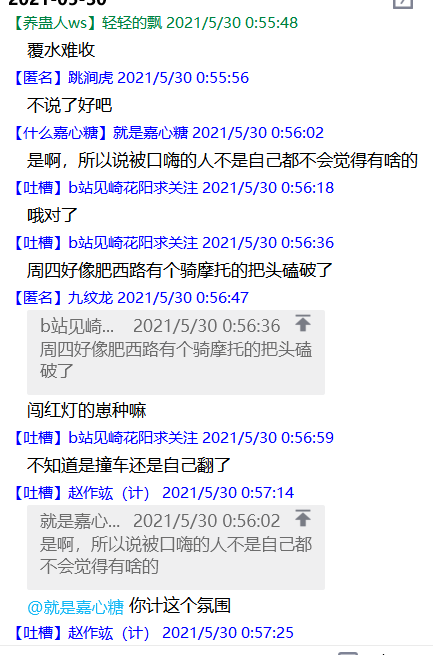 2021-05-30
【养蛊人ws】轻轻的飘 2021/5/30 0:55:48
覆水难收
【匿名】跳涧虎 2021/5/30 0:55:56
不说了好吧
【什么嘉心糖】就是嘉心糖 2021/5/30 0:56:02
是啊，所以说被口嗨的人不是自己都不会觉得有啥的
【吐槽】b站见崎花阳求关注 2021/5/30 0:56:18
哦对了
【吐槽】b站见崎花阳求关注 2021/5/30 0:56:36
周四好像肥西路有个骑摩托的把头磕破了
【匿名】九纹龙 2021/5/30 0:56:47
b站见崎... 2021/5/30 0:56:36
周四好像肥西路有个骑摩托的把头磕
破了
闯红灯的崽种嘛
【吐槽】b站见崎花阳求关注 2021/5/30 0:56:59
不知道是撞车还是自己翻了
【吐槽】赵作竑（计） 2021/5/30 0:57:14
就是嘉心... 2021/5/30 0:56:02
是啊，所以说被口嗨的人不是自己都
不会觉得有啥的
@就是嘉心糖 你计这个氛围
【吐槽】赵作竑（计） 2021/5/30 0:57:25